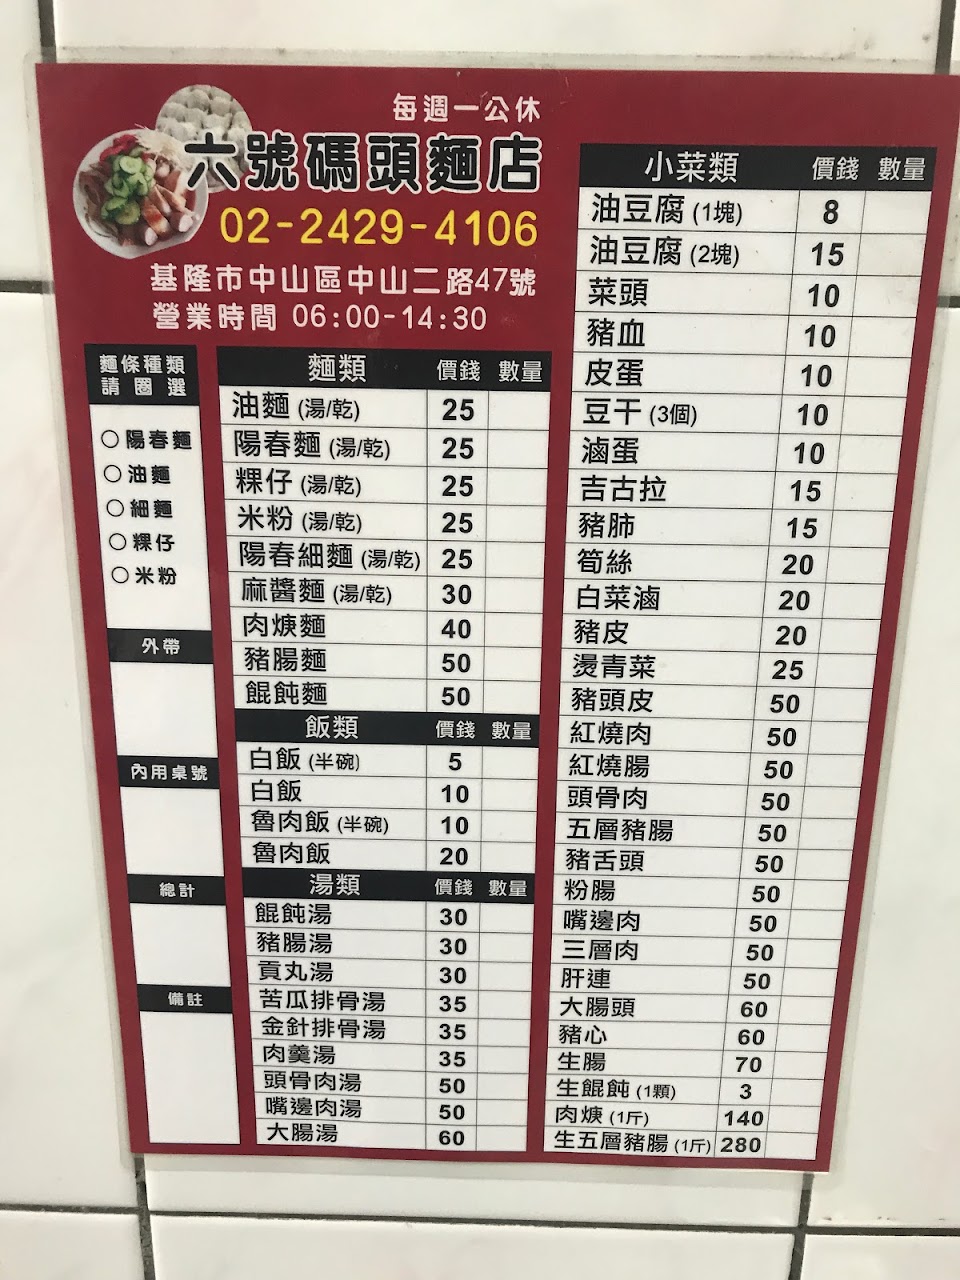 每週一公休
六號碼頭麵店
02-2429-4106
基隆市中山區中山二路47號
營業時間 06:00-14:30
麵條種類
請圈選
○陽春麵
○油麵
○細麵
○粿仔
○米粉
外帶
內用桌號
總計
備註
麵類 價錢 數量
油麵 (湯/乾) 25
陽春麵 (湯/乾) 25
粿仔 (湯/乾) 25
米粉 (湯/乾) 25
陽春細麵 (湯/乾) 25
麻醬麵 (湯/乾) 30
肉焿麵 40
豬腸麵 50
餛飩麵 50
飯類 價錢 數量
白飯 (半碗) 5
白飯 10
魯肉飯 (半碗) 10
魯肉飯 20
湯類 價錢 數量
餛飩湯 30
豬腸湯 30
貢丸湯 30
苦瓜排骨湯 35
金針排骨湯 35
肉羹湯 35
頭骨肉湯 50
嘴邊肉湯 50
大腸湯 60
小菜類 價錢 數量
油豆腐 (1塊) 8
油豆腐 (2塊) 15
菜頭 10
豬血 10
皮蛋 10
豆干 (3個) 10
滷蛋 10
吉古拉 15
豬肺 15
筍絲 20
白菜滷 20
豬皮 20
燙青菜 25
豬頭皮 50
紅燒肉 50
紅燒腸 50
頭骨肉 50
五層豬腸 50
豬舌頭 50
粉腸 50
嘴邊肉 50
三層肉 50
肝連 50
大腸頭 60
豬心 60
生腸 70
生餛飩 (1顆) 3
肉焿 (1斤) 140
生五層豬腸 (1斤) 280